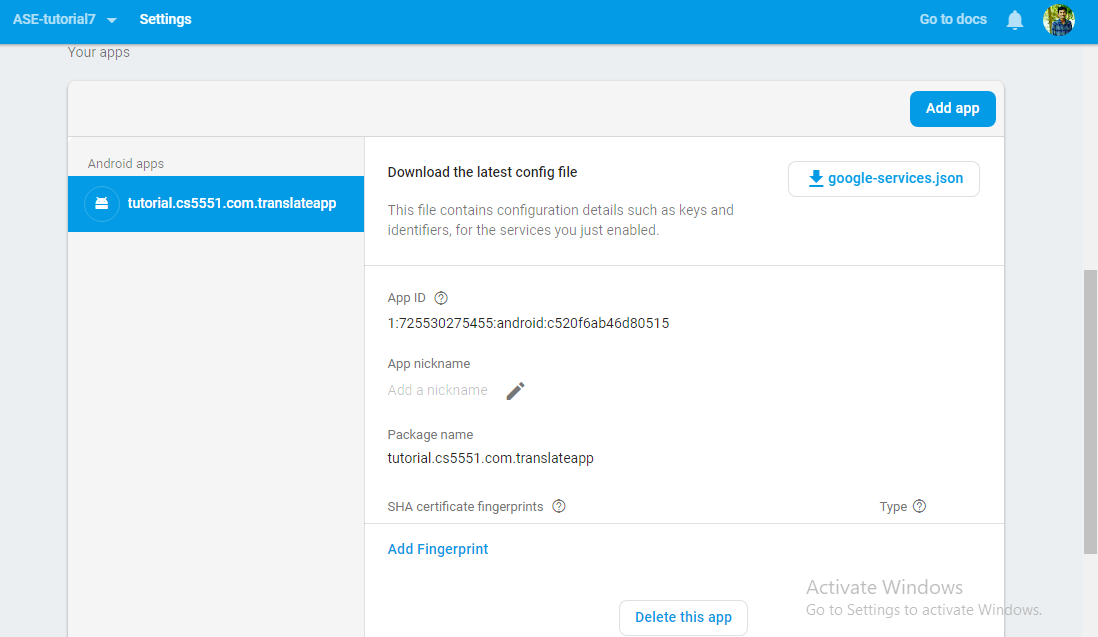 ASE-tutorial7 Settings Go to docs
Your apps
Add app
Android apps
tutorial.cs5551.com.translateapp
Download the latest config file
google-services.json
This file contains configuration details such as keys and
identifiers, for the services you just enabled.
App ID
1:725530275455:android:c520f6ab46d80515
App nickname
Add a nickname
Package name
tutorial.cs5551.com.translateapp
SHA certificate fingerprints Type
Add Fingerprint
Delete this app
Activate Windows
Go to Settings to activate Windows.